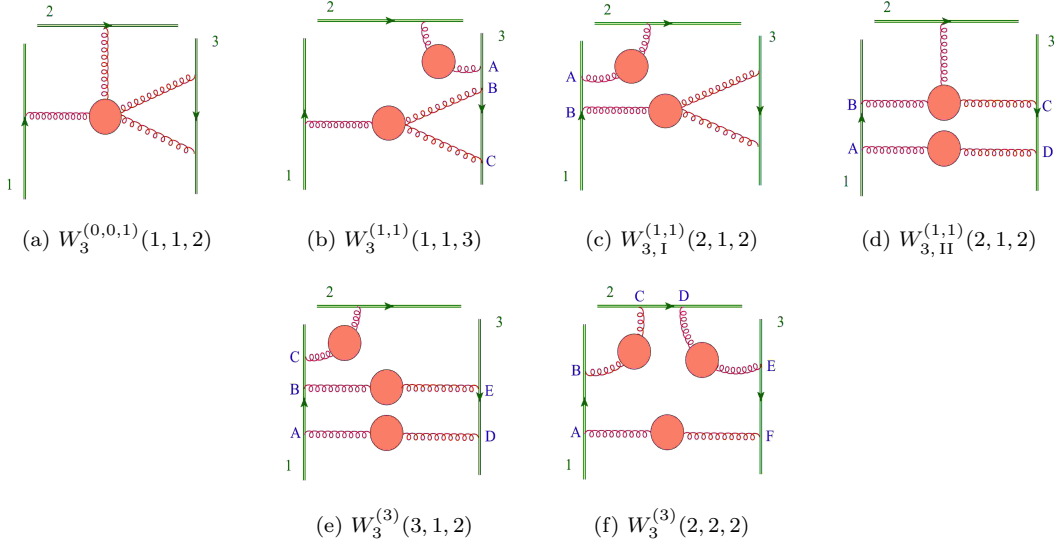 2
3
1
(a) W_3^{(0,0,1)}(1, 1, 2)
2
3
A
B
C
1
(b) W_3^{(1,1)}(1, 1, 3)
2
3
A
B
1
(c) W_{3, I}^{(1,1)}(2, 1, 2)
2
3
B
C
A
D
1
(d) W_{3, II}^{(1,1)}(2, 1, 2)
2
3
C
B
E
A
D
1
(e) W_3^{(3)}(3, 1, 2)
2
C
D
3
B
E
A
F
1
(f) W_3^{(3)}(2, 2, 2)